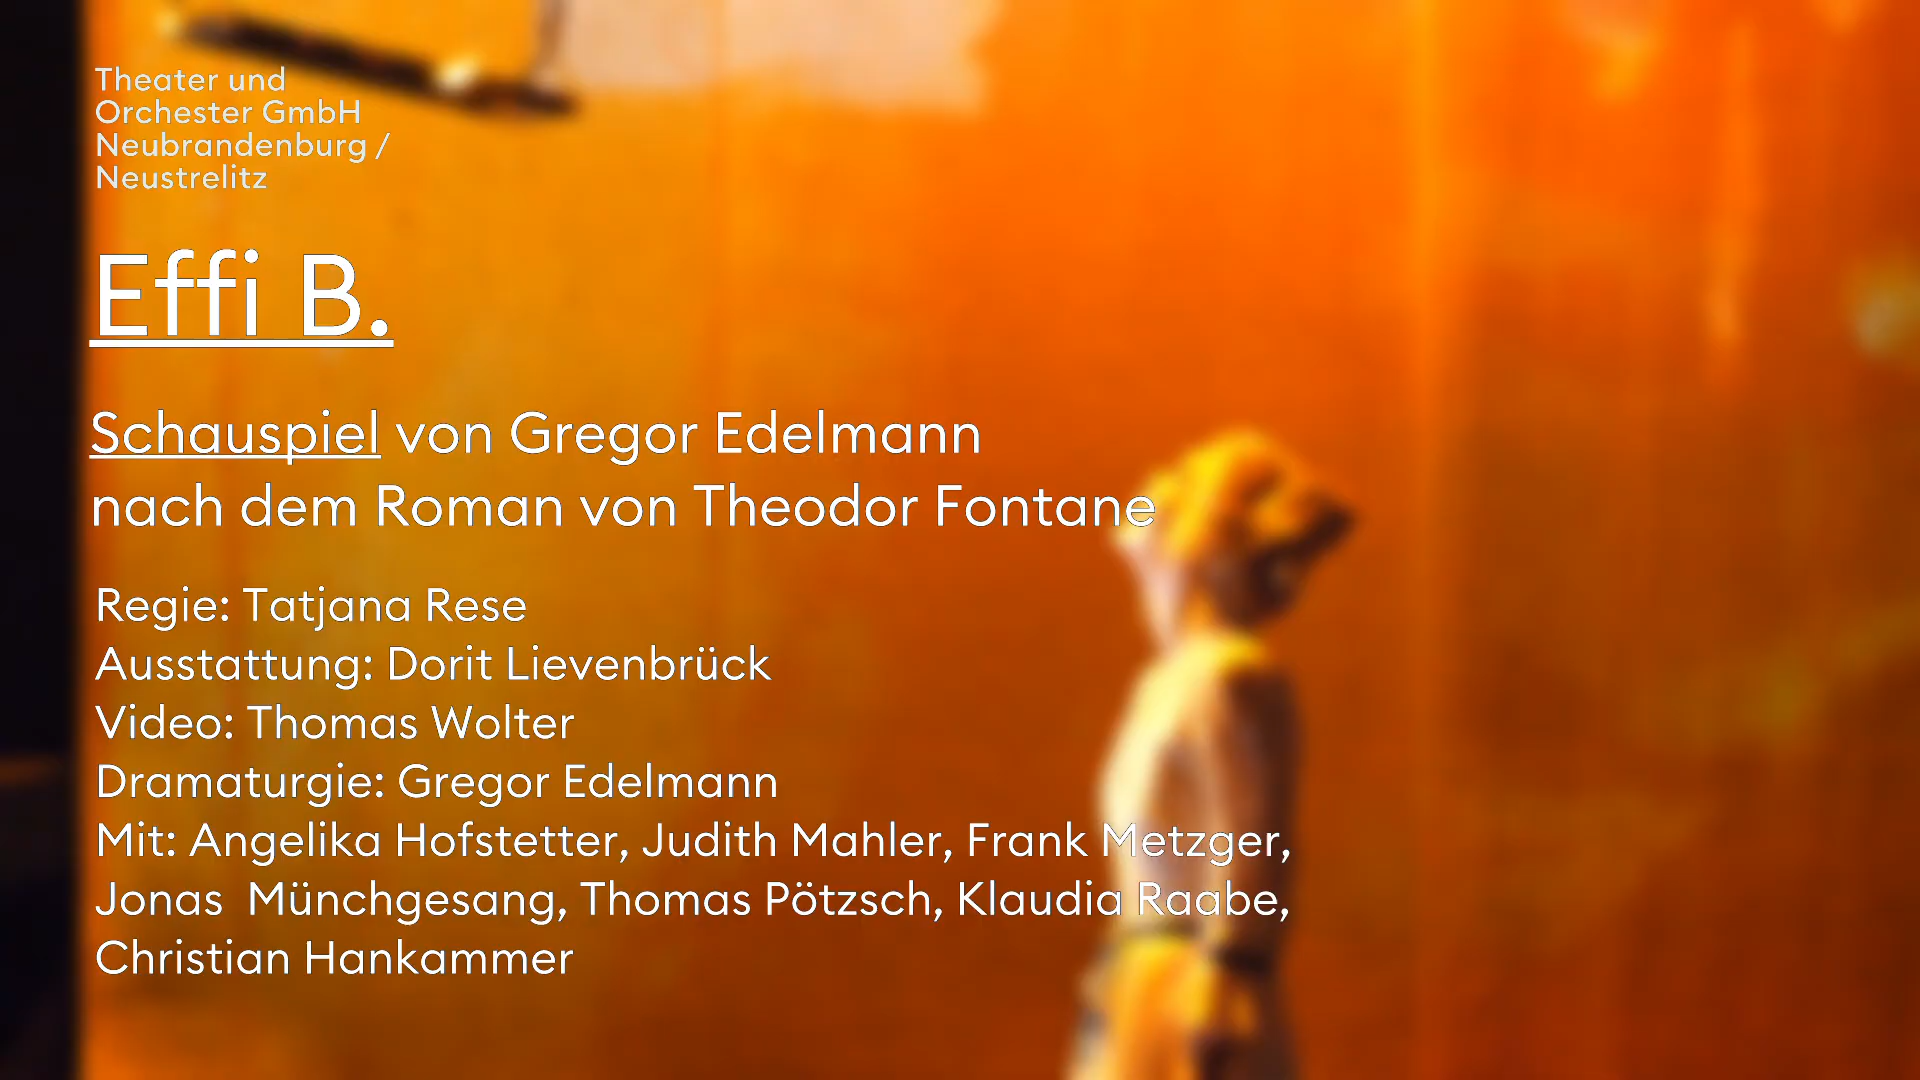 Theater und
Orchester GmbH
Neubrandenburg /
Neustrelitz
Effi B.
Schauspiel von Gregor Edelmann
nach dem Roman von Theodor Fontane
Regie: Tatjana Rese
Ausstattung: Dorit Lievenbrück
Video: Thomas Wolter
Dramaturgie: Gregor Edelmann
Mit: Angelika Hofstetter, Judith Mahler, Frank Metzger,
Jonas  Münchgesang, Thomas Pötzsch, Klaudia Raabe,
Christian Hankammer